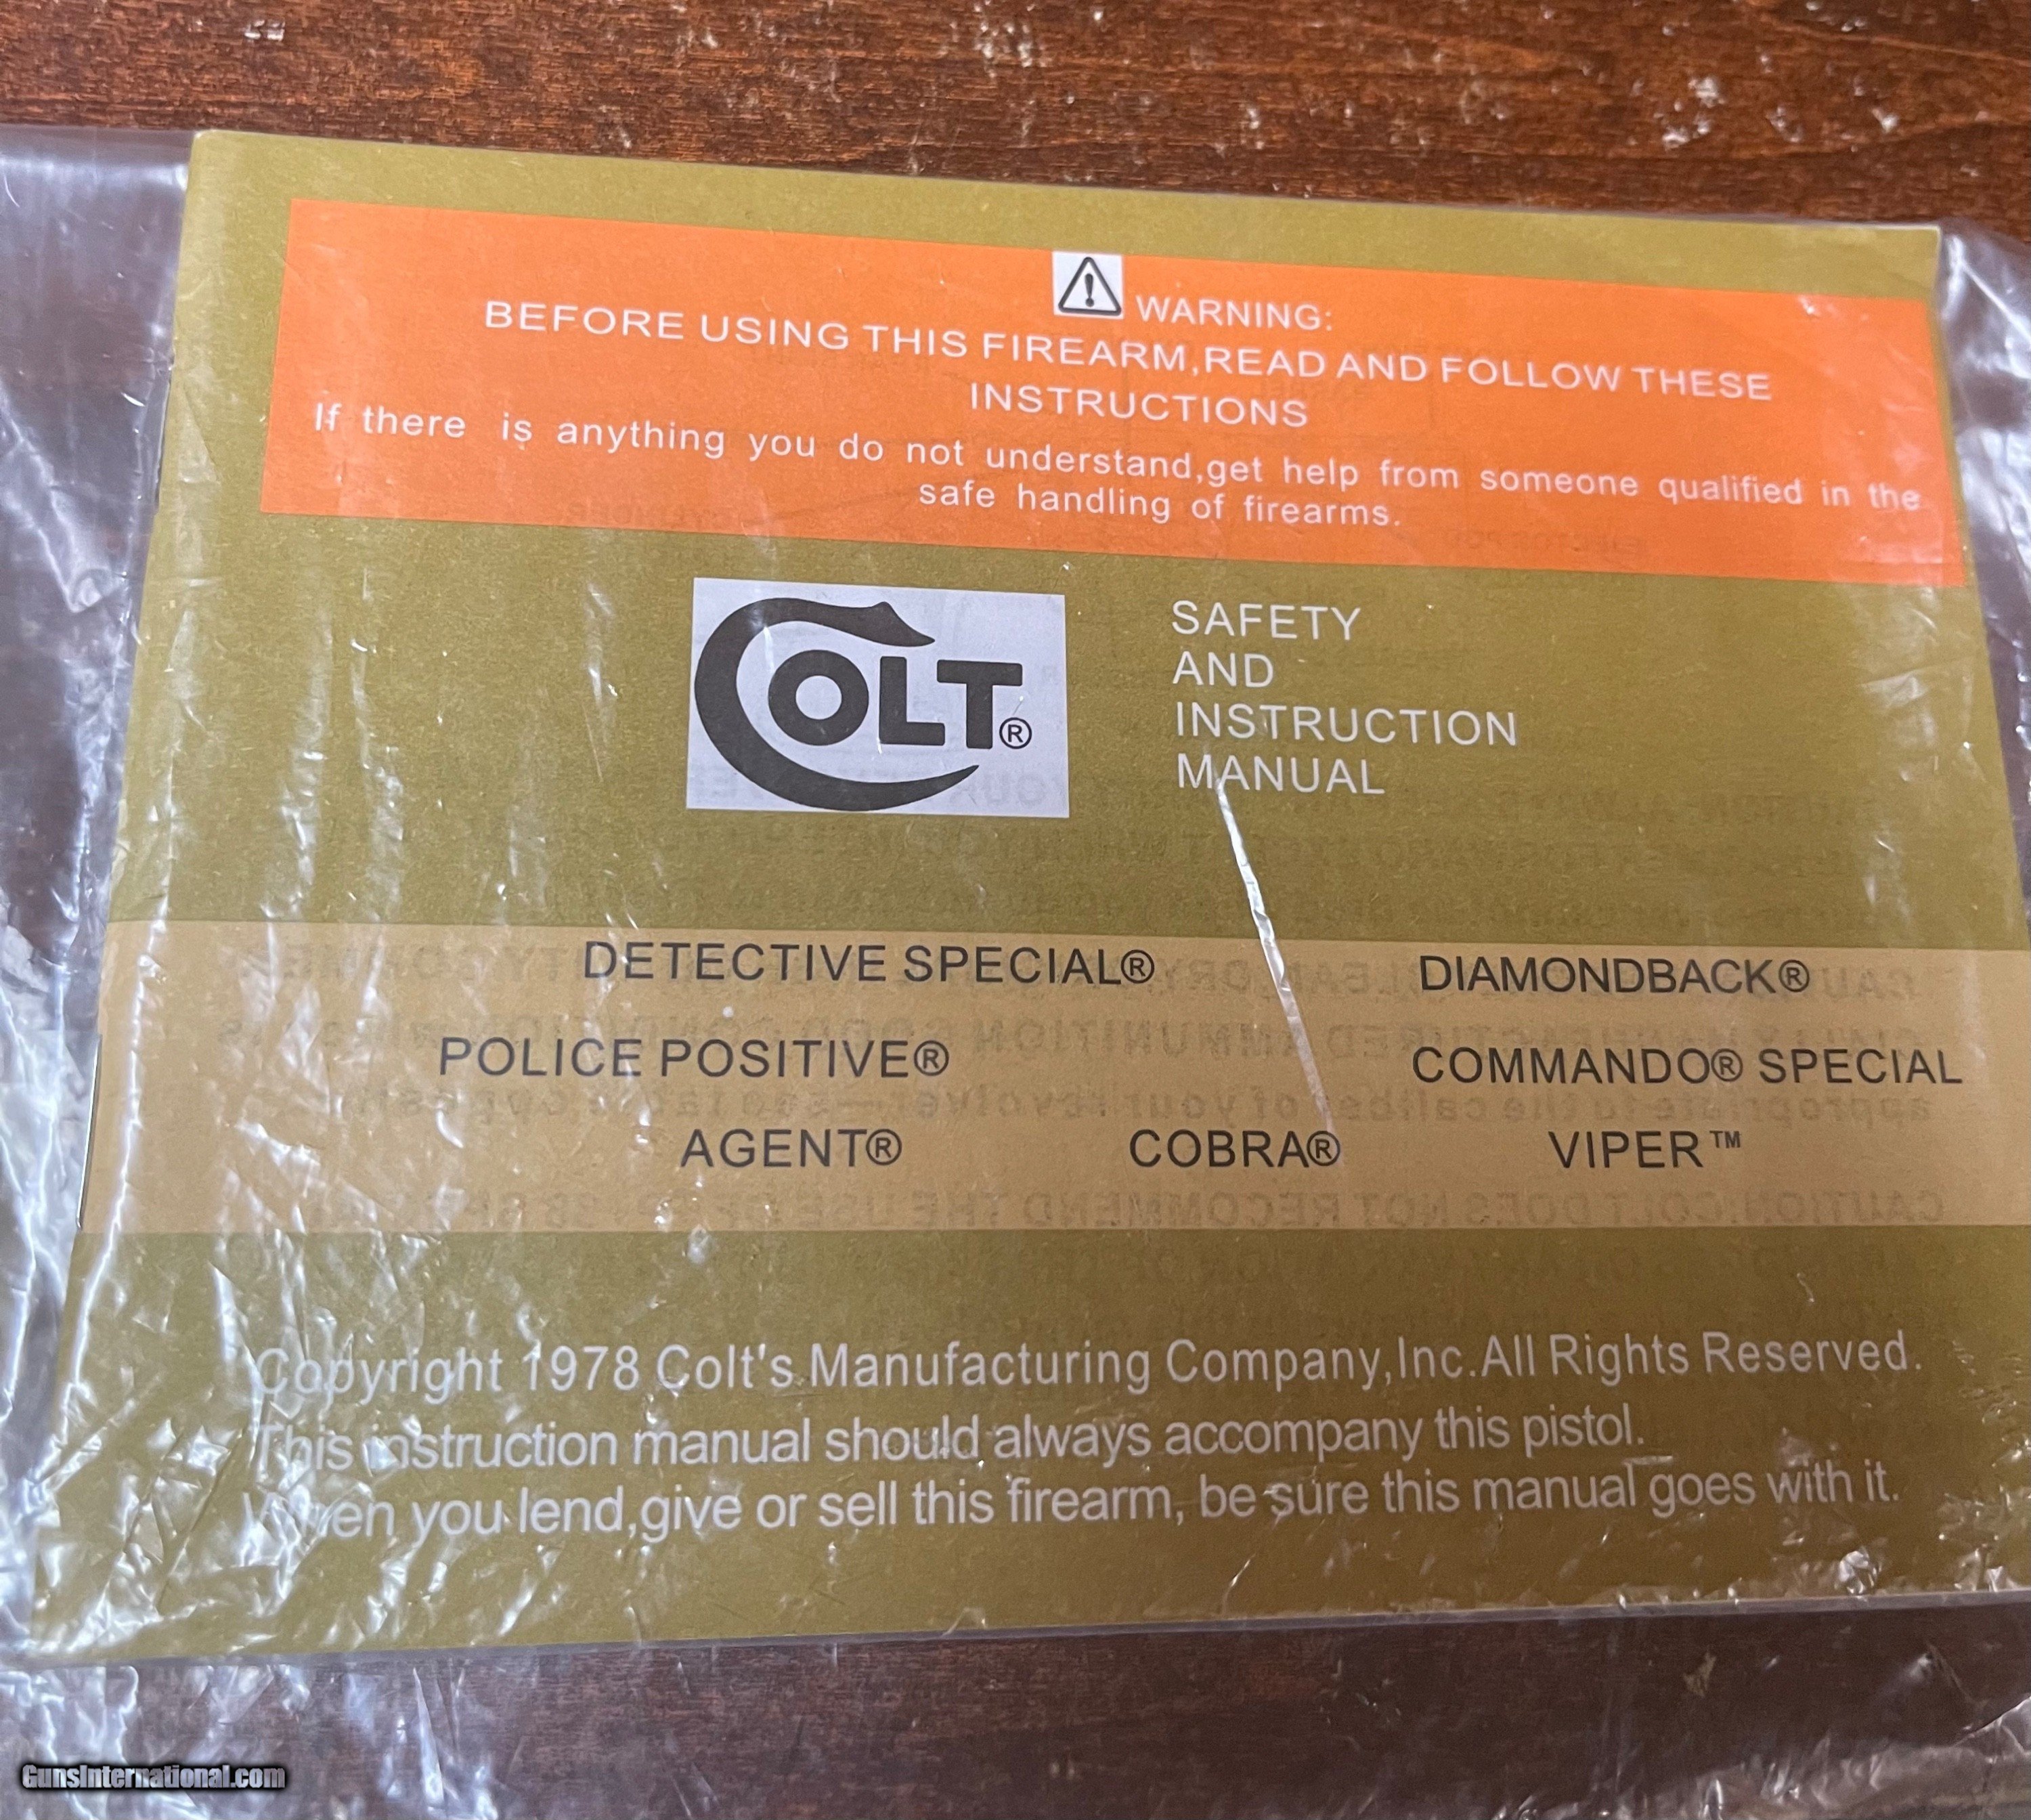 WARNING:
BEFORE USING THIS FIREARM,READ AND FOLLOW THESE
INSTRUCTIONS
If there is anything you do not understand,get help from someone qualified in the
safe handling of firearms.
COLT®
SAFETY
AND
INSTRUCTION
MANUAL
DETECTIVE SPECIAL® DIAMONDBACK®
POLICE POSITIVE® COMMANDO® SPECIAL
AGENT® COBRA® VIPER™
Copyright 1978 Colt's Manufacturing Company,Inc.All Rights Reserved.
This instruction manual should always accompany this pistol.
When you lend,give or sell this firearm, be sure this manual goes with it.
GunsInternational.com